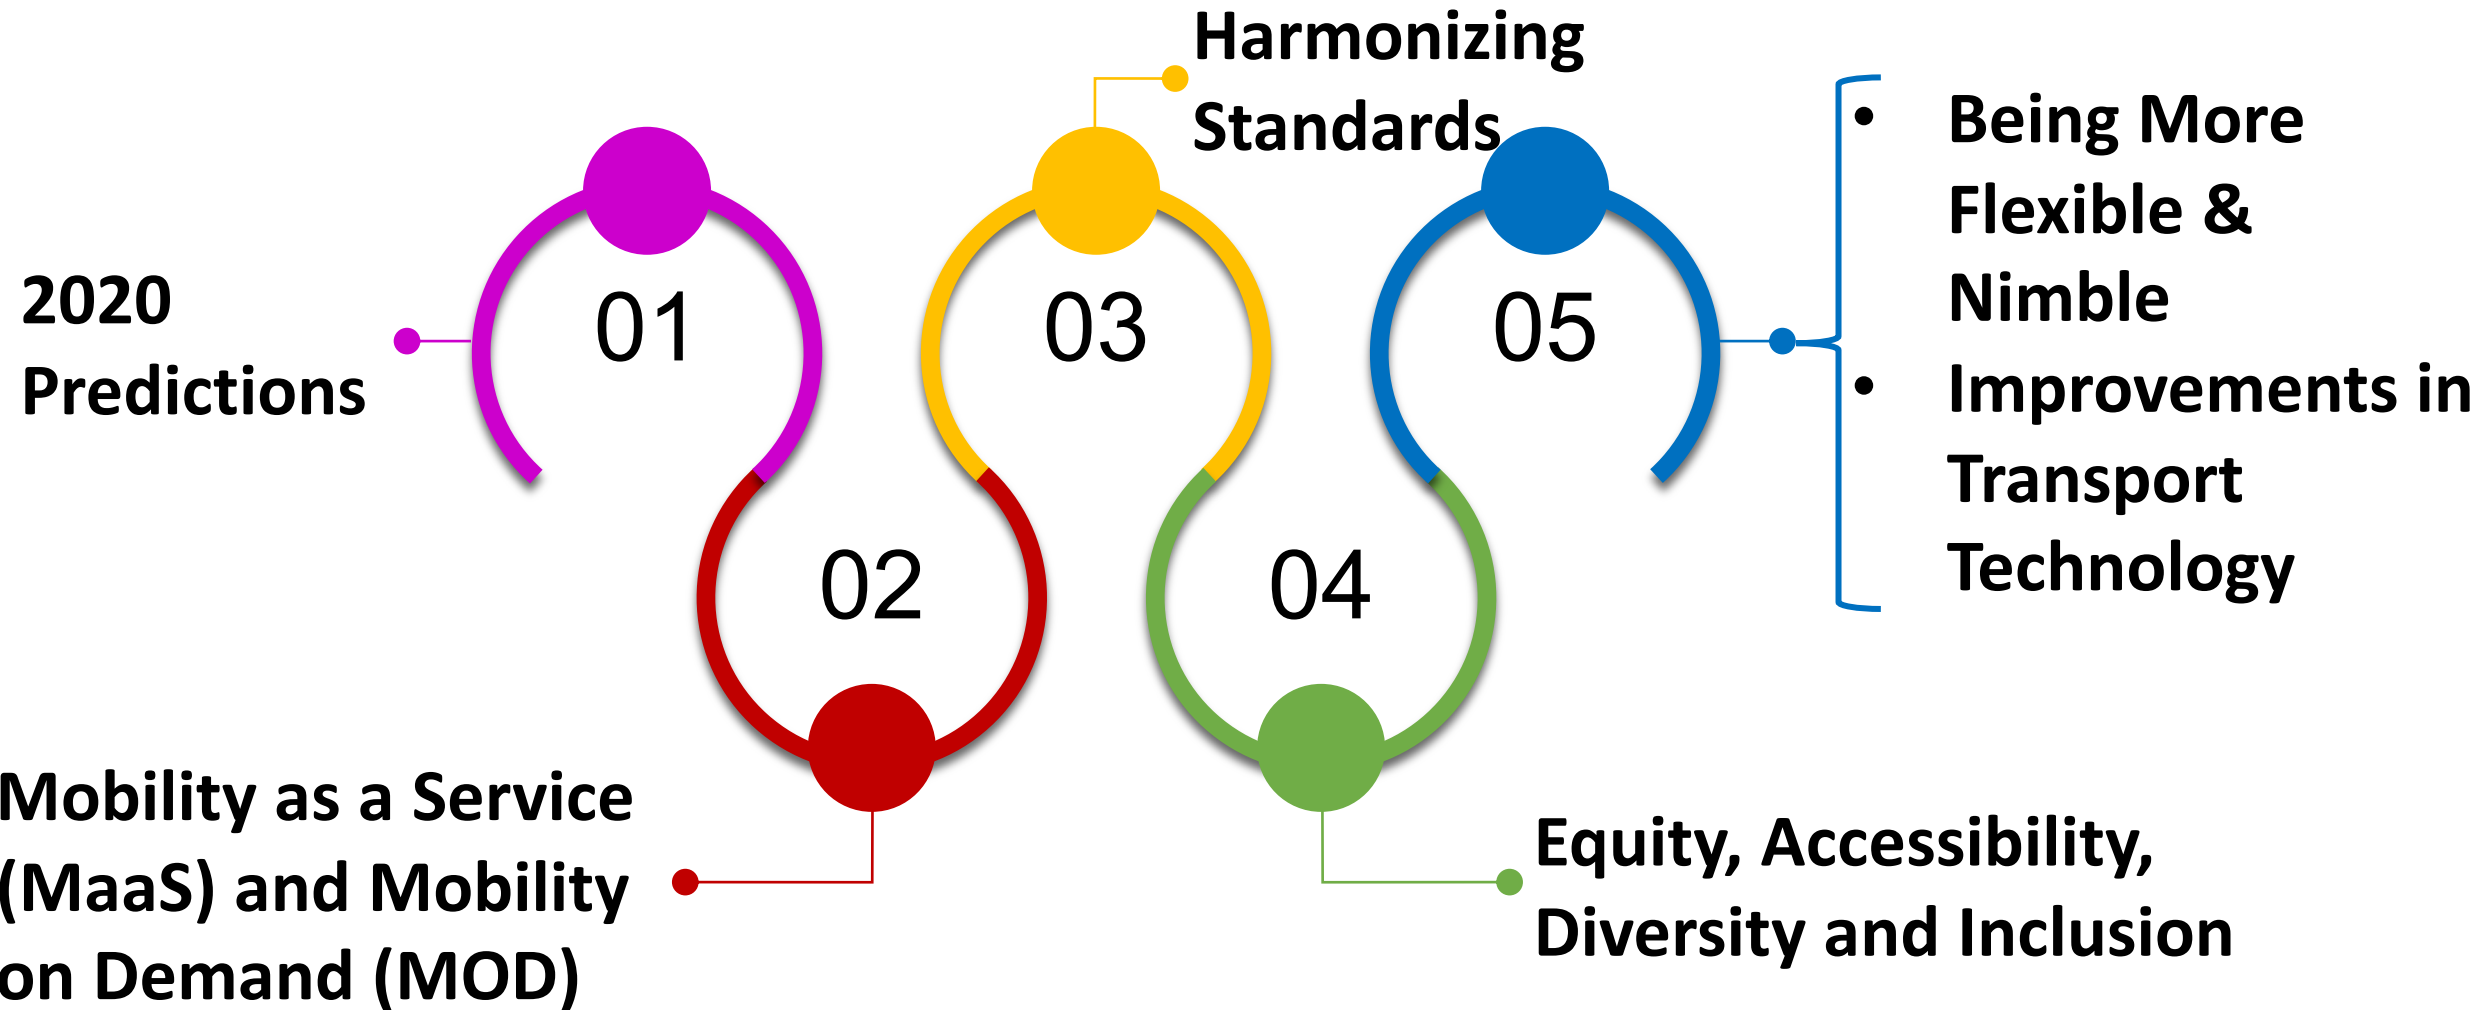 2020
Predictions
01
Mobility as a Service
(MaaS) and Mobility
on Demand (MOD)
02
Harmonizing
Standards
03
Equity, Accessibility,
Diversity and Inclusion
04
05
• Being More
Flexible &
Nimble
• Improvements in
Transport
Technology